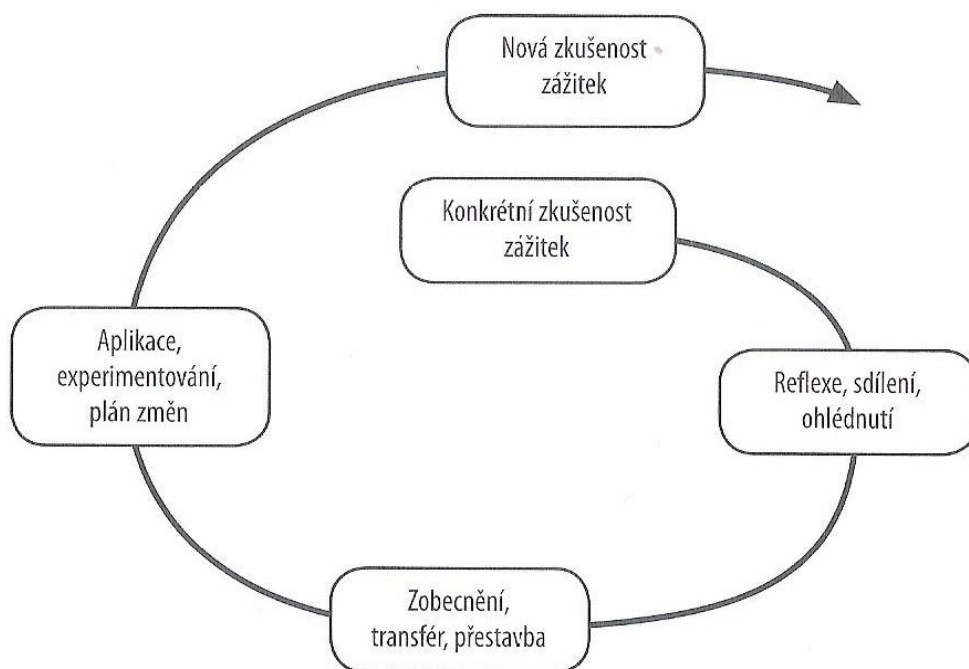 Nová zkušenost
zážitek
Konkrétní zkušenost
zážitek
Aplikace,
experimentování,
plán změn
Reflexe, sdílení,
ohlédnutí
Zobecnění,
transfér, přestavba